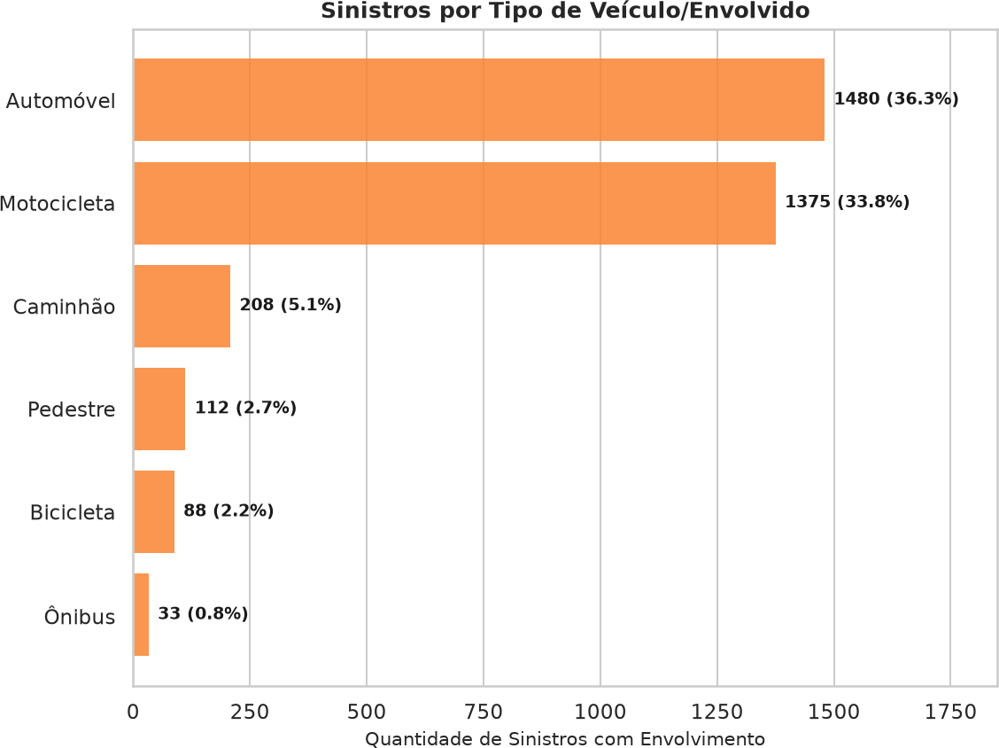 Sinistros por Tipo de Veículo/Envolvido
Automóvel 1480 (36.3%)
Motocicleta 1375 (33.8%)
Caminhão 208 (5.1%)
Pedestre 112 (2.7%)
Bicicleta 88 (2.2%)
Ônibus 33 (0.8%)
0 250 500 750 1000 1250 1500 1750
Quantidade de Sinistros com Envolvimento